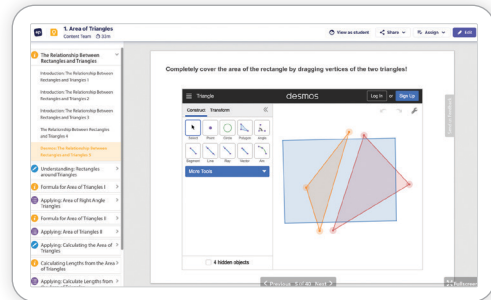 1. Area of Triangles
Content Team 33m
View as student
Share
Assign
Edit
The Relationship Between
Rectangles and Triangles
Introduction: The Relationship Between
Rectangles and Triangles 1
Introduction: The Relationship Between
Rectangles and Triangles 2
Introduction: The Relationship Between
Rectangles and Triangles 3
The Relationship Between Rectangles
and Triangles 4
Desmos: The Relationship Between
Rectangles and Triangles 5
Understanding: Rectangles
around Triangles
Formula for Area of Triangles I
Applying: Area of Right Angle
Triangles
Formula for Area of Triangles II
Applying: Area of Triangles II
Applying: Calculating the Area of
Triangles
Calculating Lengths from the Area
of Triangles
Applying: Calculate Lengths from
Completely cover the area of the rectangle by dragging vertices of the two triangles!
Triangle
desmos
Log In
or
Sign Up
Construct
Transform
Select
Point
Circle
Polygon
Angle
Segment
Line
Ray
Vector
Arc
More Tools
4 hidden objects
Previous
5 of 40
Next
Fullscreen